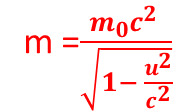 m = m₀c² / √(1 − u²/c²)